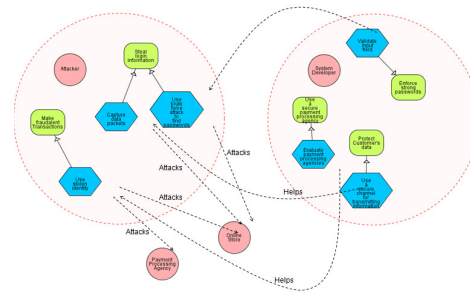 Attacker
Steal
login
information
Capture
data
packets
Use
brute force
attack
to
find
passwords
Make
fraudulent
Transactions
Use
stolen
identity
Attacks
Attacks
Attacks
Attacks
Payment
Processing
Agency
Online
Store
Helps
Helps
System
Developer
Validate
input
field
Enforce
strong
passwords
Use
a
secure
payment
processing
agency
Evaluate
payment
processing
agencies
Protect
Customer's
data
Use
a
secure
channel
for
transmitting
information